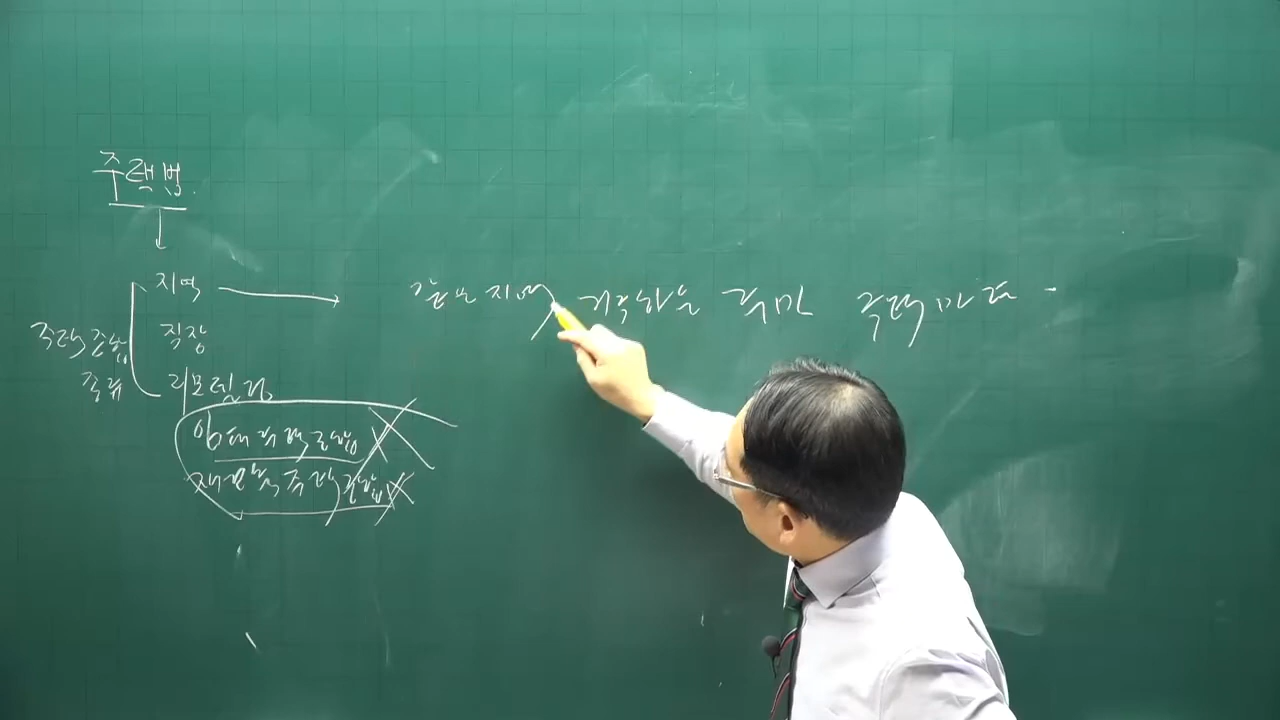 주택법
지역 → 같은 지역 거주하는 주민 주택마련
주택조합 직장
종류 리모델링
임대주택조합
재건축주택조합